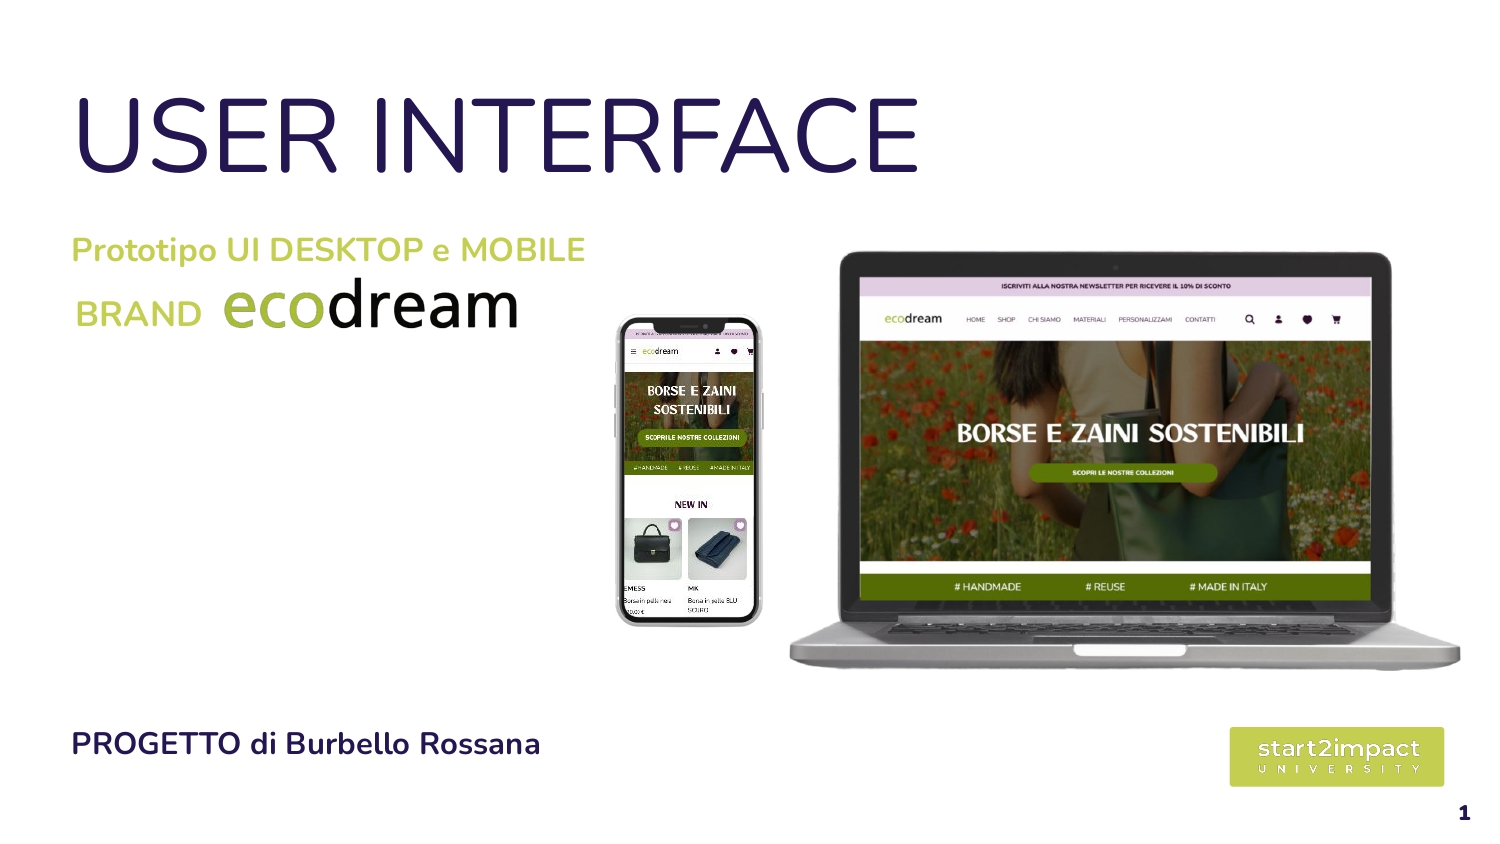 USER INTERFACE
Prototipo UI DESKTOP e MOBILE
BRAND ecodream
ecodream
BORSE E ZAINI
SOSTENIBILI
SCOPRI LE NOSTRE COLLEZIONI
# HANDMADE # REUSE # MADE IN ITALY
NEW IN
EMESS MK
Borsa in pelle nera Borsa in pelle BLU
SCURO
ISCRIVITI ALLA NOSTRA NEWSLETTER PER RICEVERE IL 10% DI SCONTO
ecodream HOME SHOP CHI SIAMO MATERIALI PERSONALIZZAMI CONTATTI
BORSE E ZAINI SOSTENIBILI
SCOPRI LE NOSTRE COLLEZIONI
# HANDMADE # REUSE # MADE IN ITALY
PROGETTO di Burbello Rossana
start2impact
UNIVERSITY
1